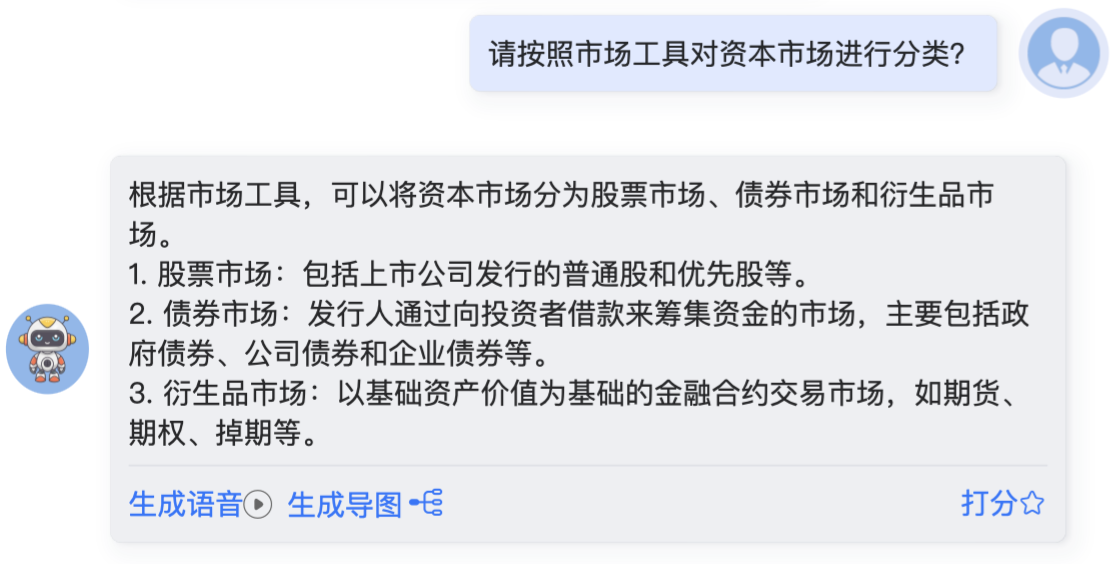 请按照市场工具对资本市场进行分类？
根据市场工具，可以将资本市场分为股票市场、债券市场和衍生品市
场。
1. 股票市场：包括上市公司发行的普通股和优先股等。
2. 债券市场：发行人通过向投资者借款来筹集资金的市场，主要包括政
府债券、公司债券和企业债券等。
3. 衍生品市场：以基础资产价值为基础的金融合约交易市场，如期货、
期权、掉期等。
生成语音 生成导图 打分